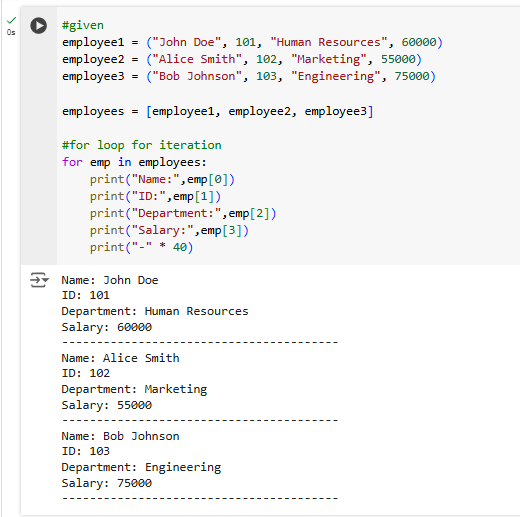 #given
employee1 = ("John Doe", 101, "Human Resources", 60000)
employee2 = ("Alice Smith", 102, "Marketing", 55000)
employee3 = ("Bob Johnson", 103, "Engineering", 75000)

employees = [employee1, employee2, employee3]

#for loop for iteration
for emp in employees:
    print("Name:",emp[0])
    print("ID:",emp[1])
    print("Department:",emp[2])
    print("Salary:",emp[3])
    print("-" * 40)
0s
Name: John Doe
ID: 101
Department: Human Resources
Salary: 60000
----------------------------------------
Name: Alice Smith
ID: 102
Department: Marketing
Salary: 55000
----------------------------------------
Name: Bob Johnson
ID: 103
Department: Engineering
Salary: 75000
----------------------------------------